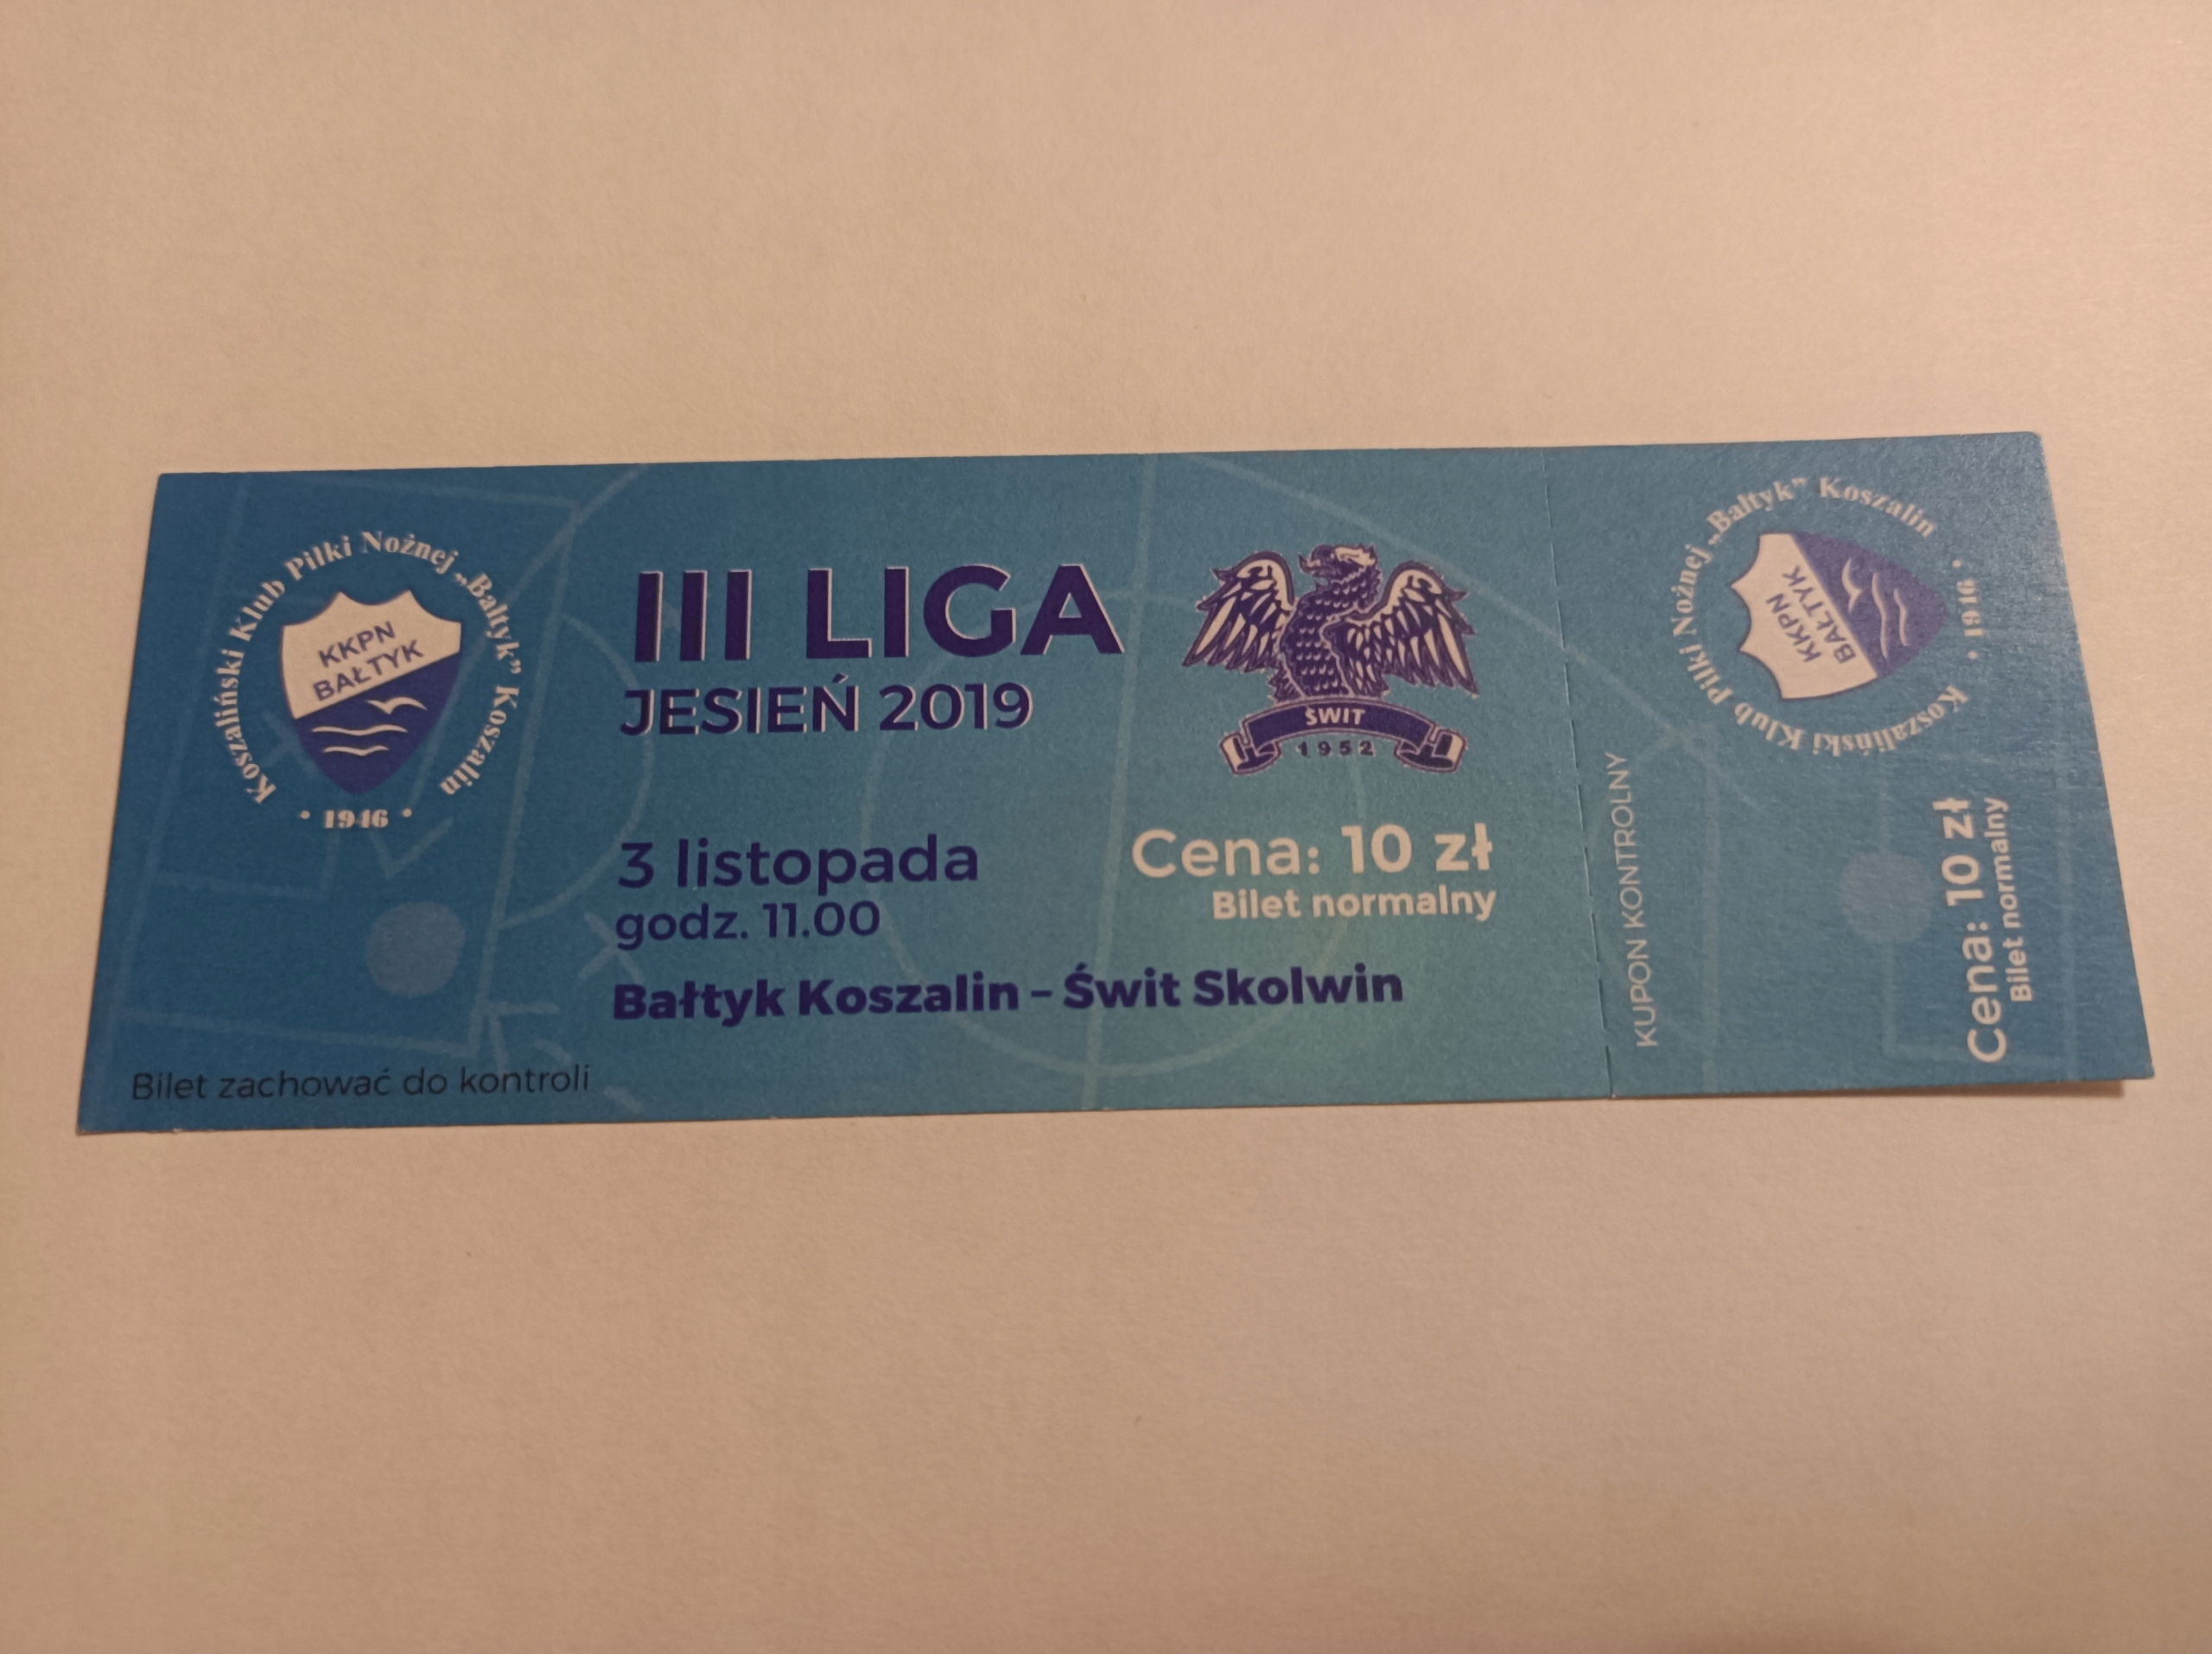 Koszaliński Klub Piłki Nożnej „Bałtyk” Koszalin
KKPN
BAŁTYK
• 1946 •
III LIGA
JESIEŃ 2019
ŚWIT
1952
3 listopada
godz. 11.00
Cena: 10 zł
Bilet normalny
Bałtyk Koszalin – Świt Skolwin
Bilet zachować do kontroli
KUPON KONTROLNY
Koszaliński Klub Piłki Nożnej „Bałtyk” Koszalin
KKPN
BAŁTYK
• 1946 •
Cena: 10 zł
Bilet normalny